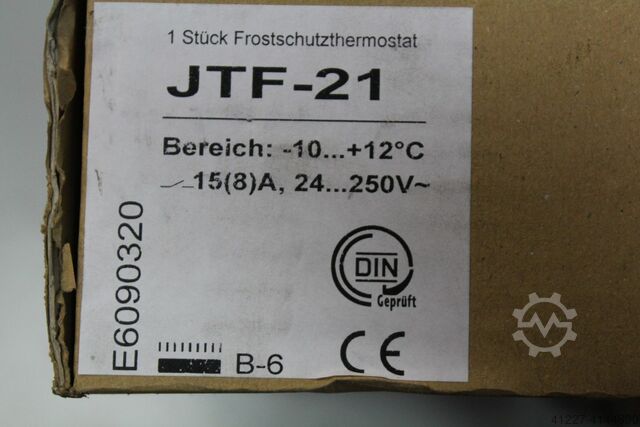 1 Stück Frostschutzthermostat
JTF-21
Bereich: -10...+12°C
15(8)A, 24...250V~
E6090320
DIN
Geprüft
B-6
CE